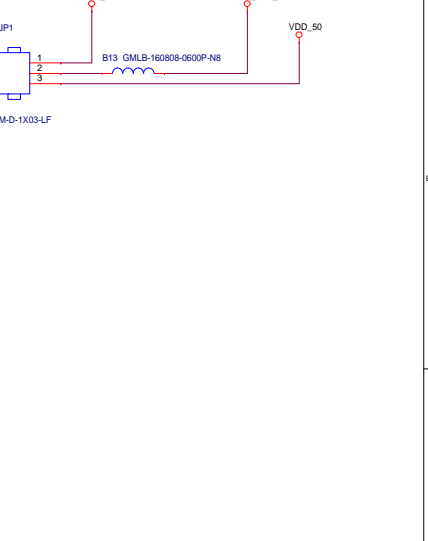 VDD_50
JP1
B13 GMLB-160808-0600P-N8
1
2
3
M-D-1X03-LF